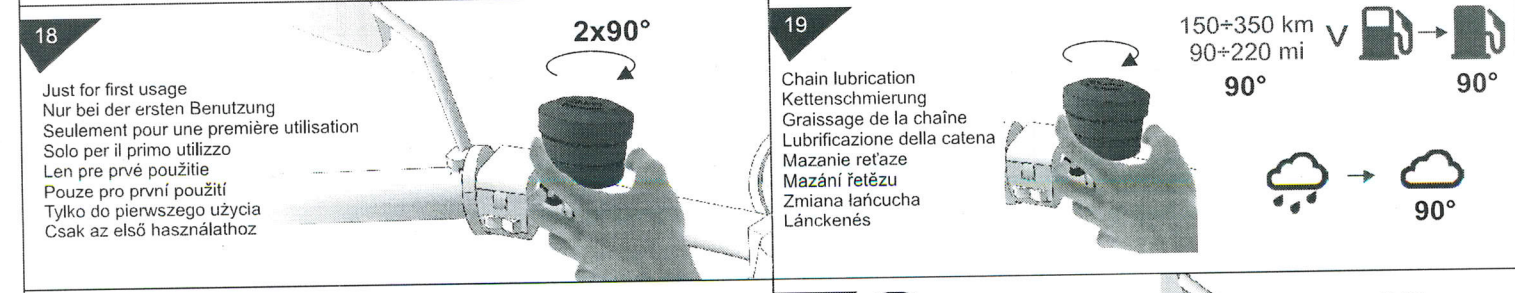 18
2x90°
Just for first usage
Nur bei der ersten Benutzung
Seulement pour une première utilisation
Solo per il primo utilizzo
Len pre prvé použitie
Pouze pro první použití
Tylko do pierwszego użycia
Csak az első használathoz
19
Chain lubrication
Kettenschmierung
Graissage de la chaîne
Lubrificazione della catena
Mazanie reťaze
Mazání řetězu
Zmiana łańcucha
Lánckenés
150÷350 km
90÷220 mi
90°
V
90°
90°